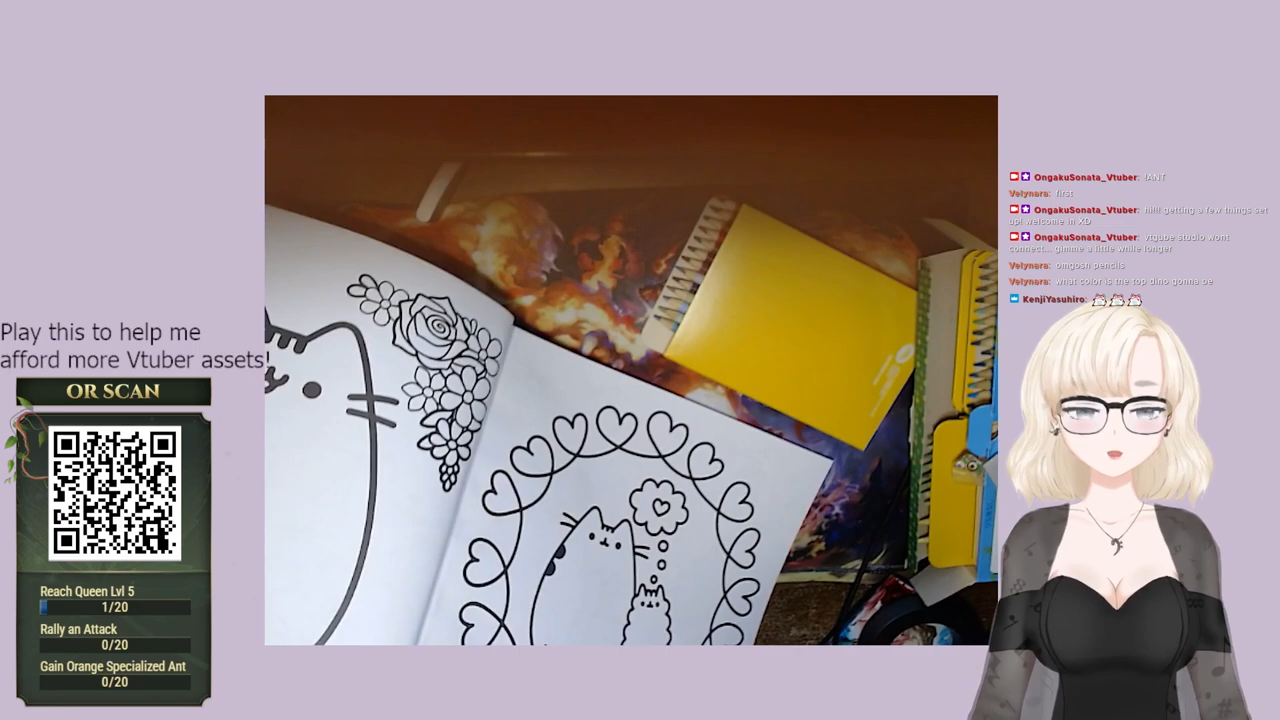 OngakuSonata_Vtuber: !ANT
Velynara: first
OngakuSonata_Vtuber: hi!!! getting a few things set
up! welcome in XD
OngakuSonata_Vtuber: vtgube studio wont
connect... gimme a little while longer
Velynara: omgosh pencils
Velynara: what color is the top dino gonna be
KenjiYasuhiro:
Play this to help me
afford more Vtuber assets!
OR SCAN
Reach Queen Lvl 5
1/20
Rally an Attack
0/20
Gain Orange Specialized Ant
0/20